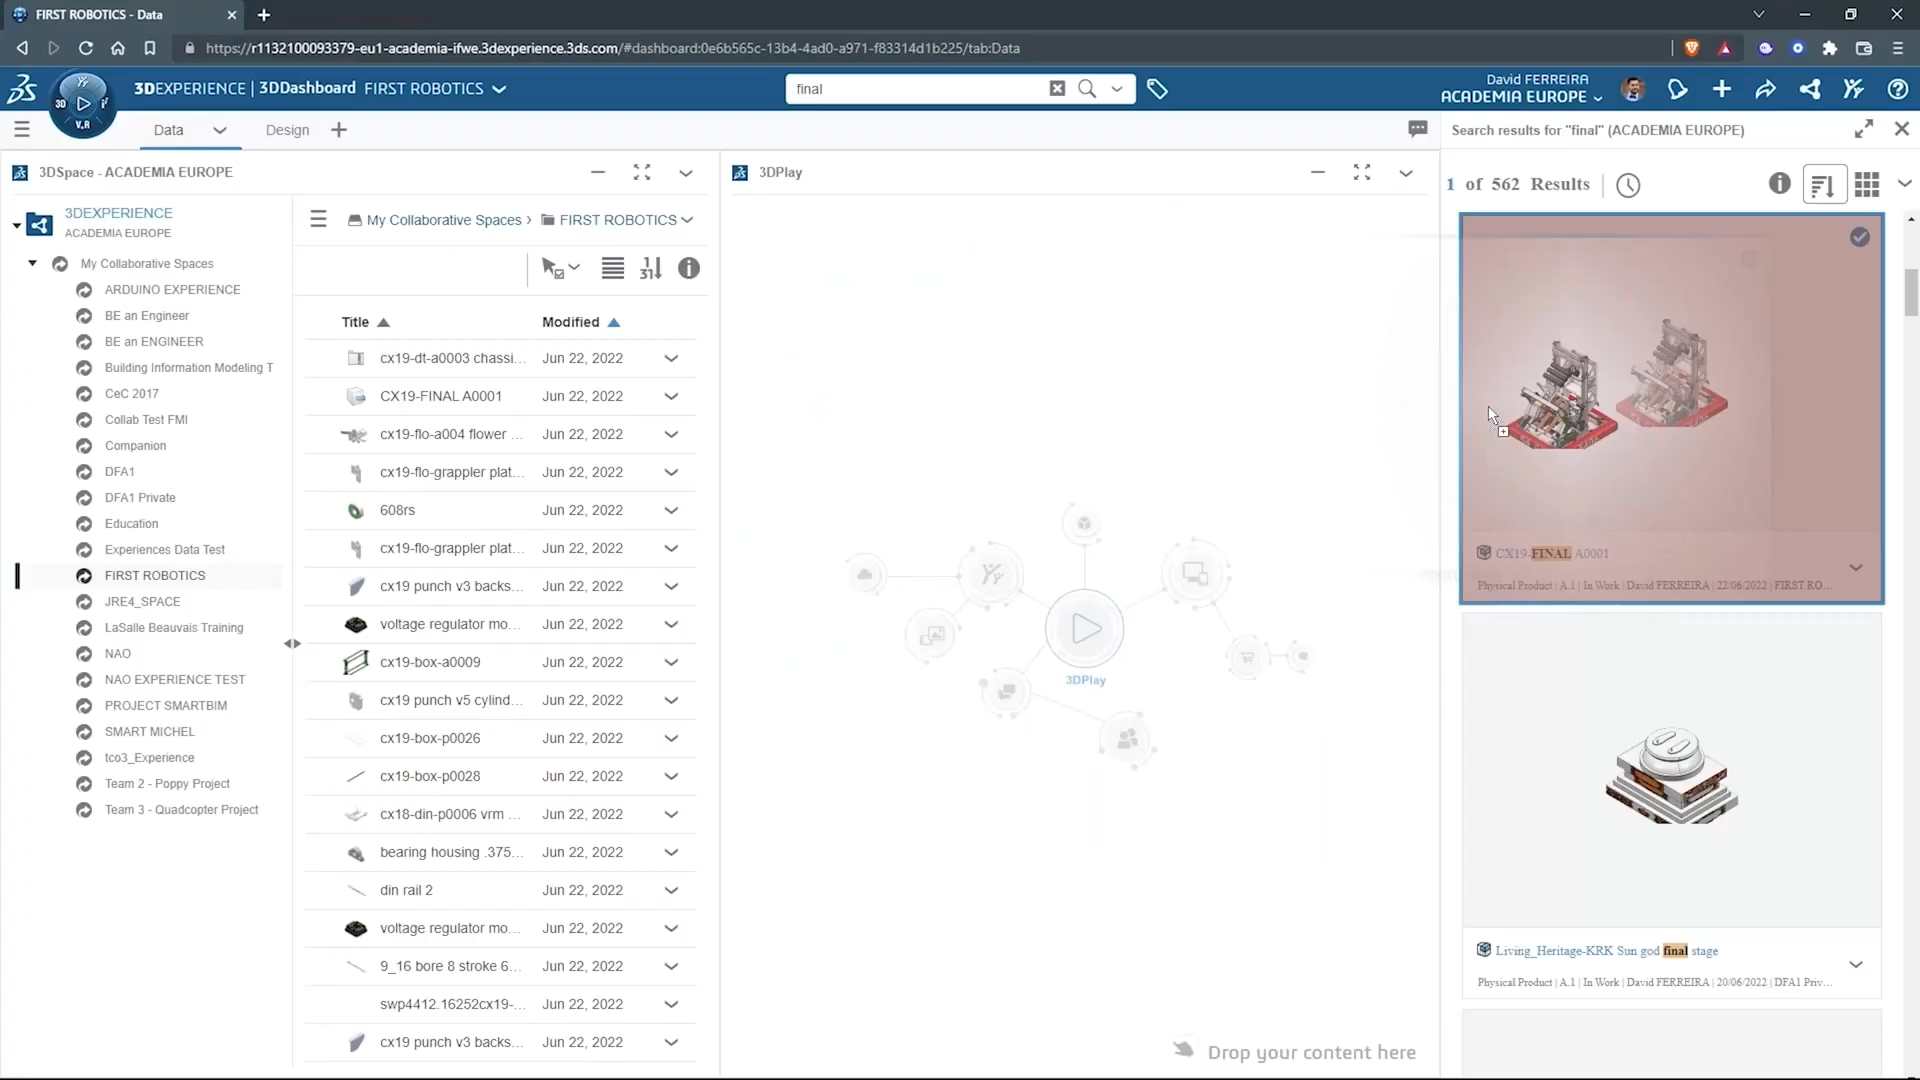 FIRST ROBOTICS - Data
https://r1132100093379-eu1-academia-ifwe.3dexperience.3ds.com/#dashboard:0e6b565c-13b4-4ad0-a971-f83314d1b225/tab:Data
3D
V.R
3DEXPERIENCE | 3DDashboard FIRST ROBOTICS
final
David FERREIRA
ACADEMIA EUROPE
Data
Design
Search results for "final" (ACADEMIA EUROPE)
3DSpace - ACADEMIA EUROPE
3DPlay
1 of 562 Results
3DEXPERIENCE
ACADEMIA EUROPE
My Collaborative Spaces
ARDUINO EXPERIENCE
BE an Engineer
BE an ENGINEER
Building Information Modeling T
CeC 2017
Collab Test FMI
Companion
DFA1
DFA1 Private
Education
Experiences Data Test
FIRST ROBOTICS
JRE4_SPACE
LaSalle Beauvais Training
NAO
NAO EXPERIENCE TEST
PROJECT SMARTBIM
SMART MICHEL
tco3_Experience
Team 2 - Poppy Project
Team 3 - Quadcopter Project
My Collaborative Spaces › FIRST ROBOTICS
Title Modified
cx19-dt-a0003 chassi... Jun 22, 2022
CX19-FINAL A0001 Jun 22, 2022
cx19-flo-a004 flower ... Jun 22, 2022
cx19-flo-grappler plat... Jun 22, 2022
608rs Jun 22, 2022
cx19-flo-grappler plat... Jun 22, 2022
cx19 punch v3 backs... Jun 22, 2022
voltage regulator mo... Jun 22, 2022
cx19-box-a0009 Jun 22, 2022
cx19 punch v5 cylind... Jun 22, 2022
cx19-box-p0026 Jun 22, 2022
cx19-box-p0028 Jun 22, 2022
cx18-din-p0006 vrm ... Jun 22, 2022
bearing housing .375... Jun 22, 2022
din rail 2 Jun 22, 2022
voltage regulator mo... Jun 22, 2022
9_16 bore 8 stroke 6... Jun 22, 2022
swp4412.16252cx19-... Jun 22, 2022
cx19 punch v3 backs... Jun 22, 2022
3DPlay
Drop your content here
CX19-FINAL A0001
Physical Product | A.1 | In Work | David FERREIRA | 22/06/2022 | FIRST RO...
Living_Heritage-KRK Sun god final stage
Physical Product | A.1 | In Work | David FERREIRA | 20/06/2022 | DFA1 Priv...